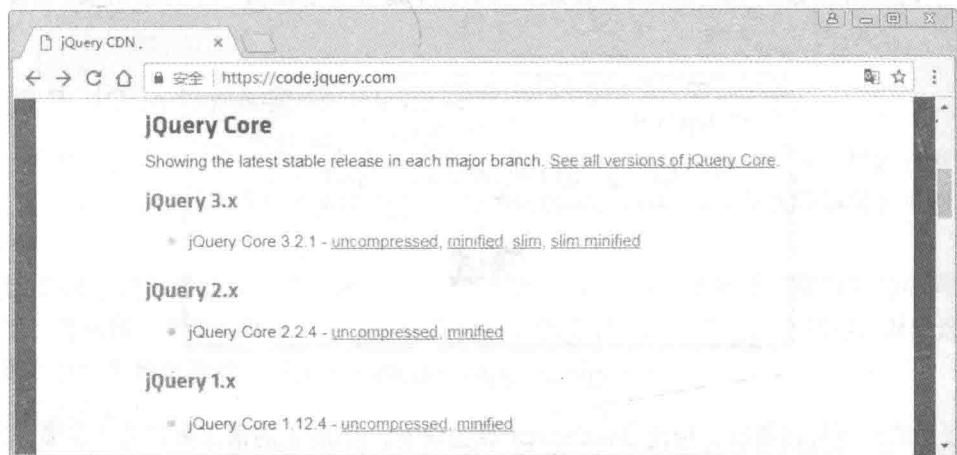 jQuery CDN
安全 https://code.jquery.com
jQuery Core
Showing the latest stable release in each major branch. See all versions of jQuery Core.
jQuery 3.x
jQuery Core 3.2.1 - uncompressed, minified, slim, slim minified
jQuery 2.x
jQuery Core 2.2.4 - uncompressed, minified
jQuery 1.x
jQuery Core 1.12.4 - uncompressed, minified